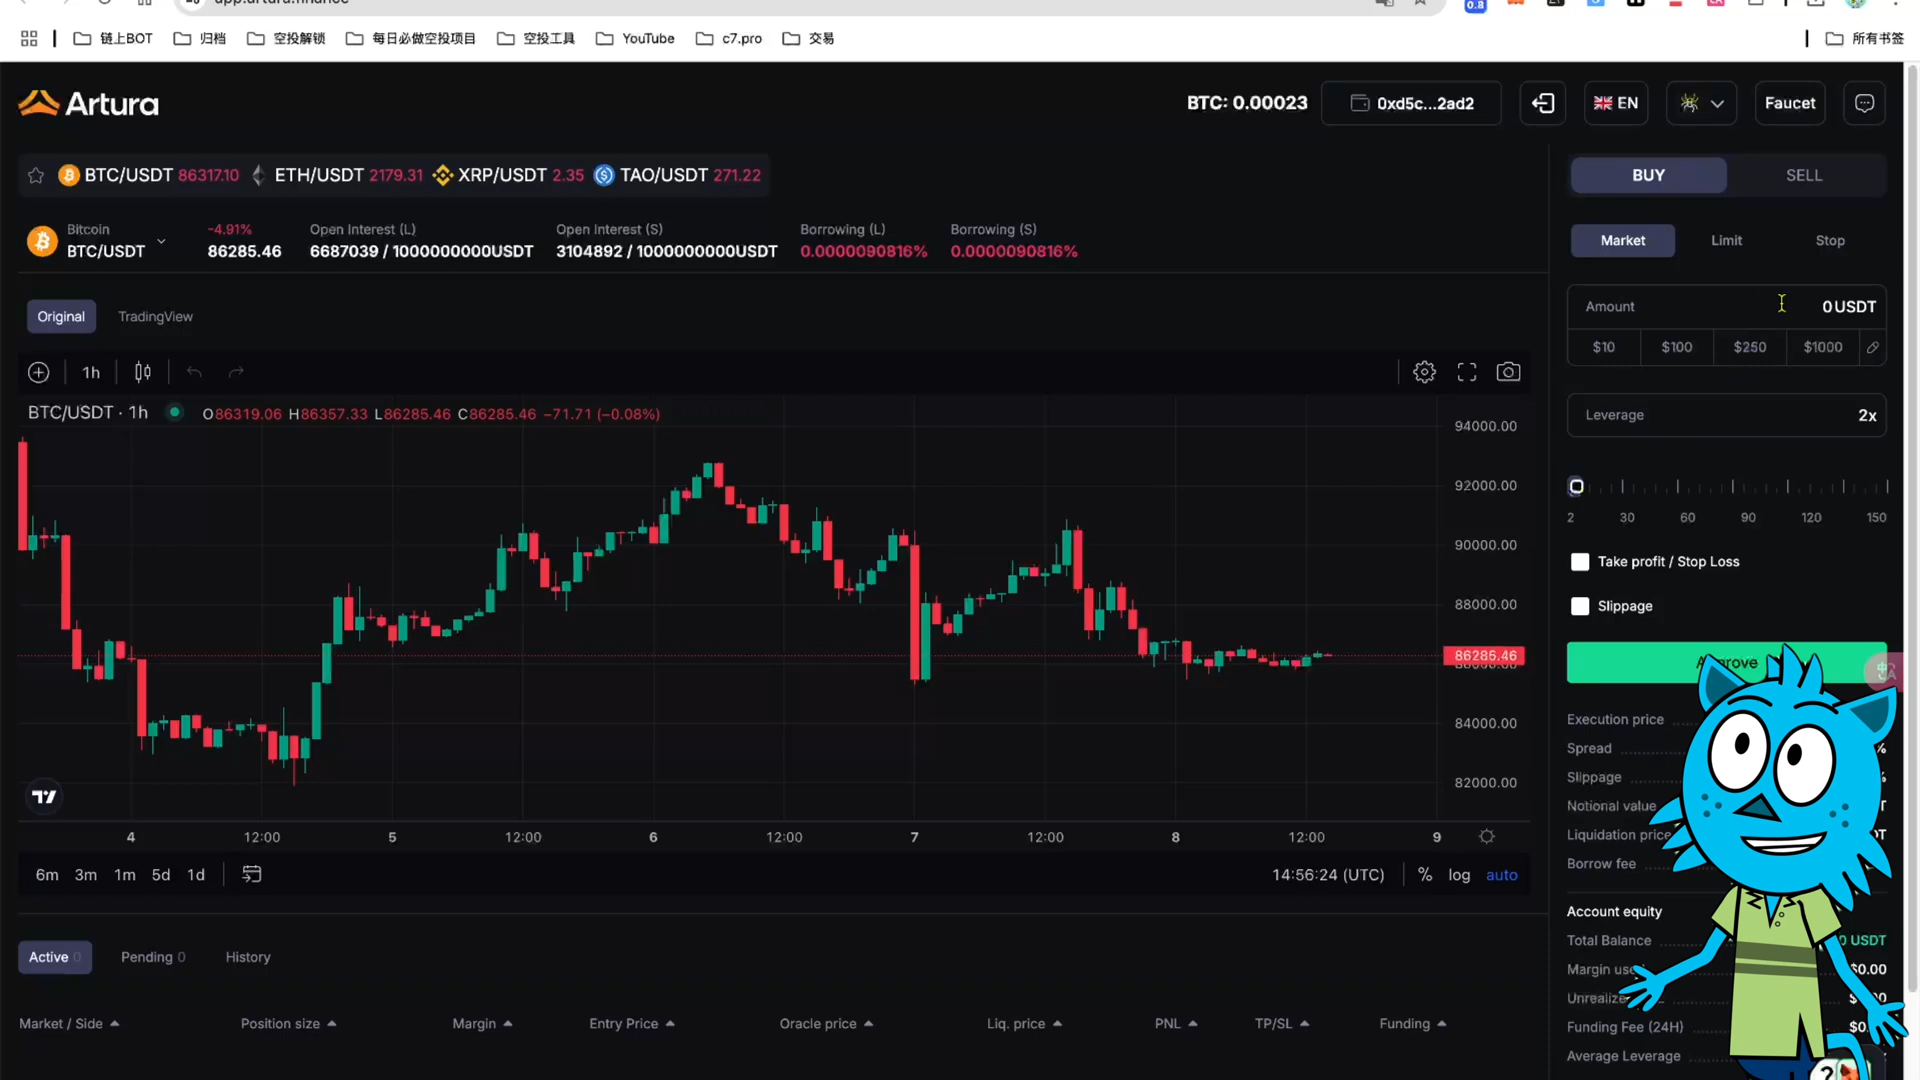 链上BOT 归档 空投解锁 每日必做空投项目 空投工具 YouTube c7.pro 交易 所有书签
Artura
BTC: 0.00023 0xd5c...2ad2 EN Faucet
BTC/USDT 86317.10 ETH/USDT 2179.31 XRP/USDT 2.35 TAO/USDT 271.22
BUY SELL
Bitcoin -4.91% Open Interest (L) Open Interest (S) Borrowing (L) Borrowing (S)
BTC/USDT 86285.46 6687039 / 1000000000USDT 3104892 / 1000000000USDT 0.0000090816% 0.0000090816%
Market Limit Stop
Original TradingView
Amount 0 USDT
$10 $100 $250 $1000
1h
BTC/USDT · 1h O86319.06 H86357.33 L86285.46 C86285.46 −71.71 (−0.08%)
Leverage 2x
2 30 60 90 120 150
Take profit / Stop Loss
Slippage
94000.00
92000.00
90000.00
88000.00
86285.46
84000.00
82000.00
4 12:00 5 12:00 6 12:00 7 12:00 8 12:00 9
6m 3m 1m 5d 1d 14:56:24 (UTC) % log auto
Execution price
Spread %
Slippage
Notional value
Liquidation price
Borrow fee
Account equity
Total Balance 0 USDT
Margin $0.00
Funding Fee (24H)
Average Leverage
Active 0 Pending 0 History
Market / Side Position size Margin Entry Price Oracle price Liq. price PNL TP/SL Funding